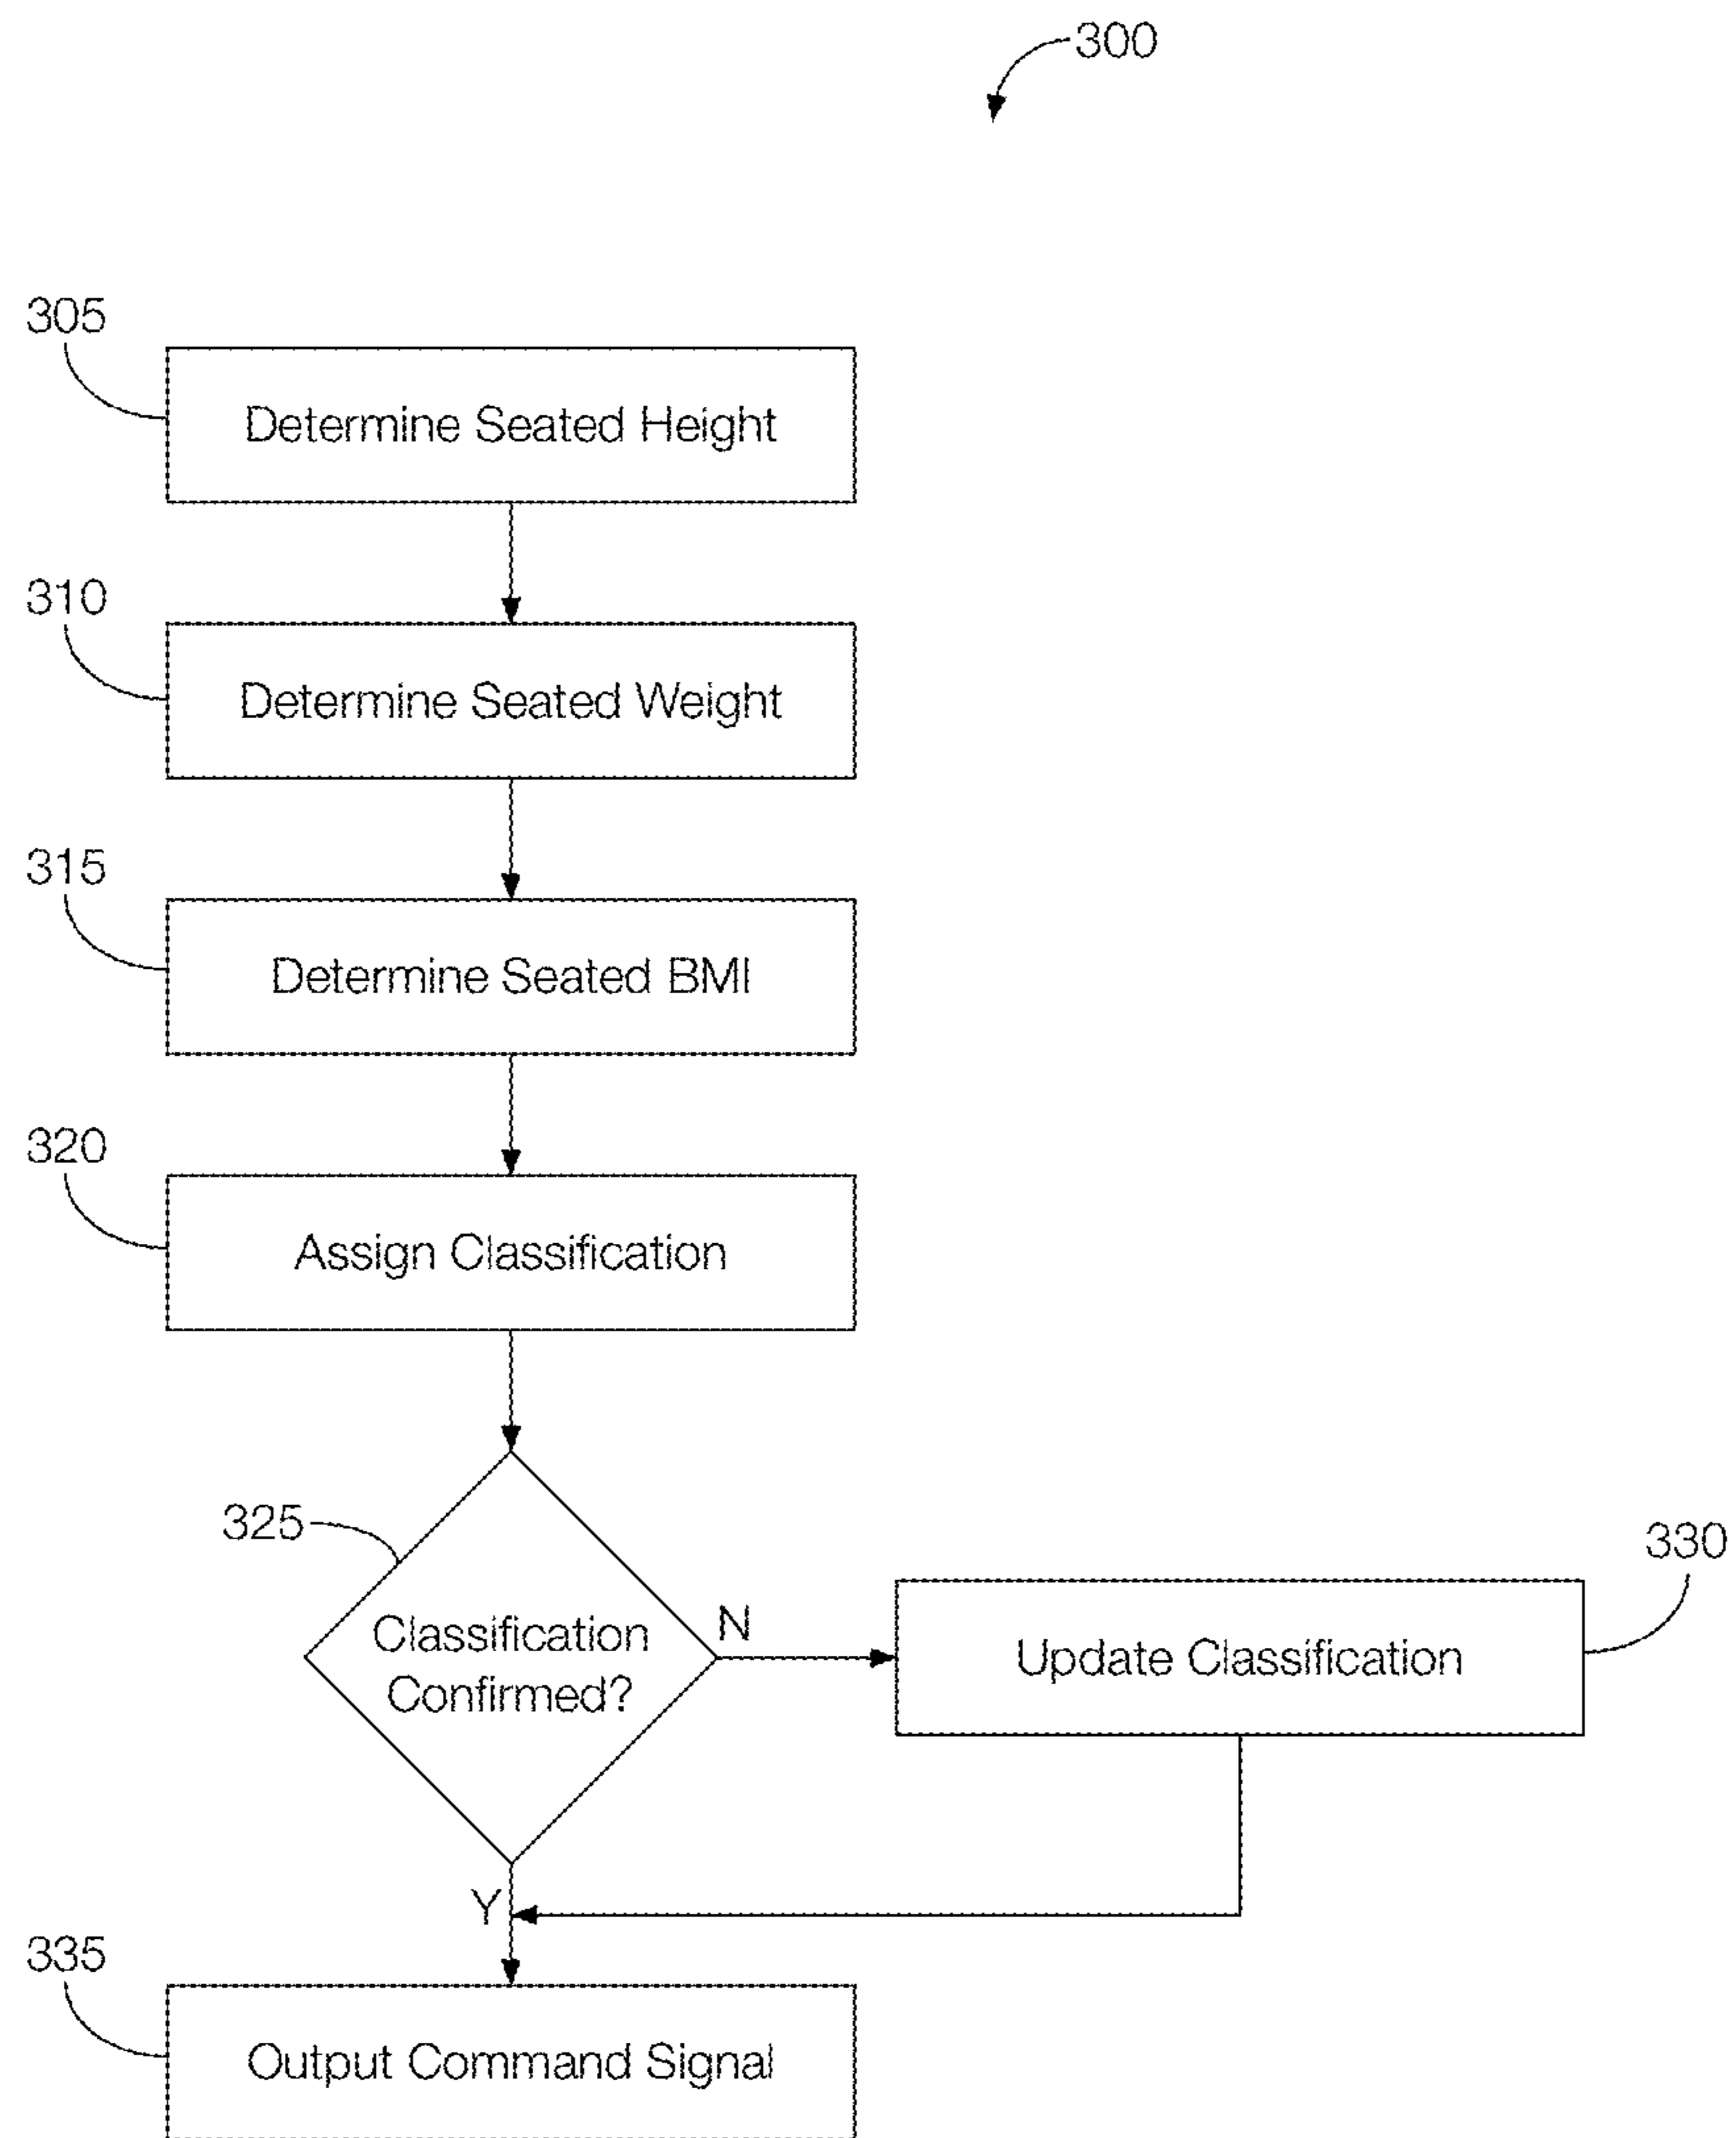 300
305
Determine Seated Height
310
Determine Seated Weight
315
Determine Seated BMI
320
Assign Classification
325
Classification
Confirmed?
N
330
Update Classification
Y
335
Output Command Signal